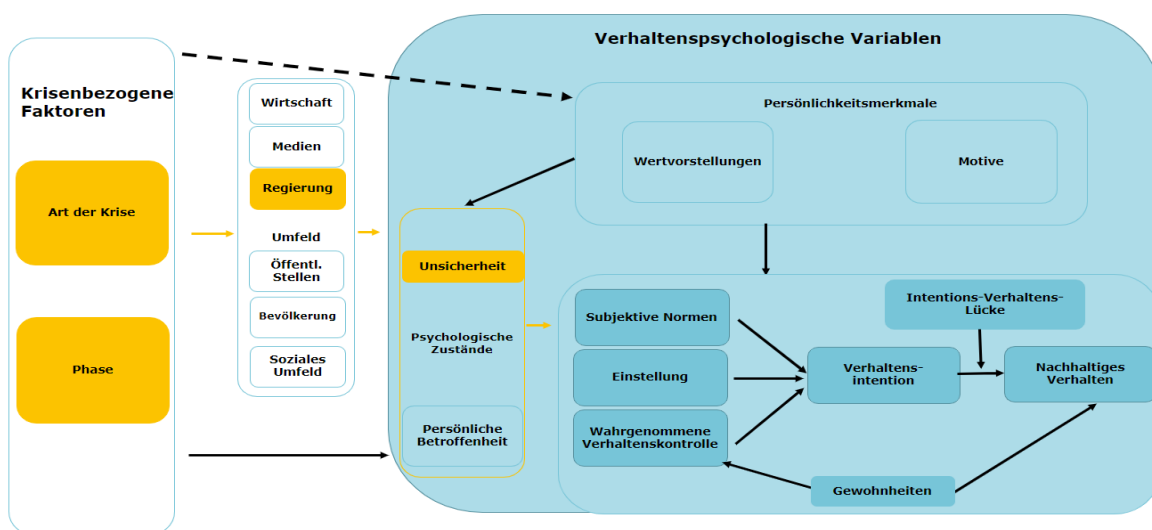 Verhaltenspsychologische Variablen
Krisenbezogene
Faktoren
Art der Krise
Phase
Wirtschaft
Medien
Regierung
Umfeld
Öffentl.
Stellen
Bevölkerung
Soziales
Umfeld
Persönlichkeitsmerkmale
Wertvorstellungen
Motive
Unsicherheit
Psychologische
Zustände
Persönliche
Betroffenheit
Subjektive Normen
Einstellung
Wahrgenommene
Verhaltenskontrolle
Verhaltens-
intention
Intentions-Verhaltens-
Lücke
Nachhaltiges
Verhalten
Gewohnheiten